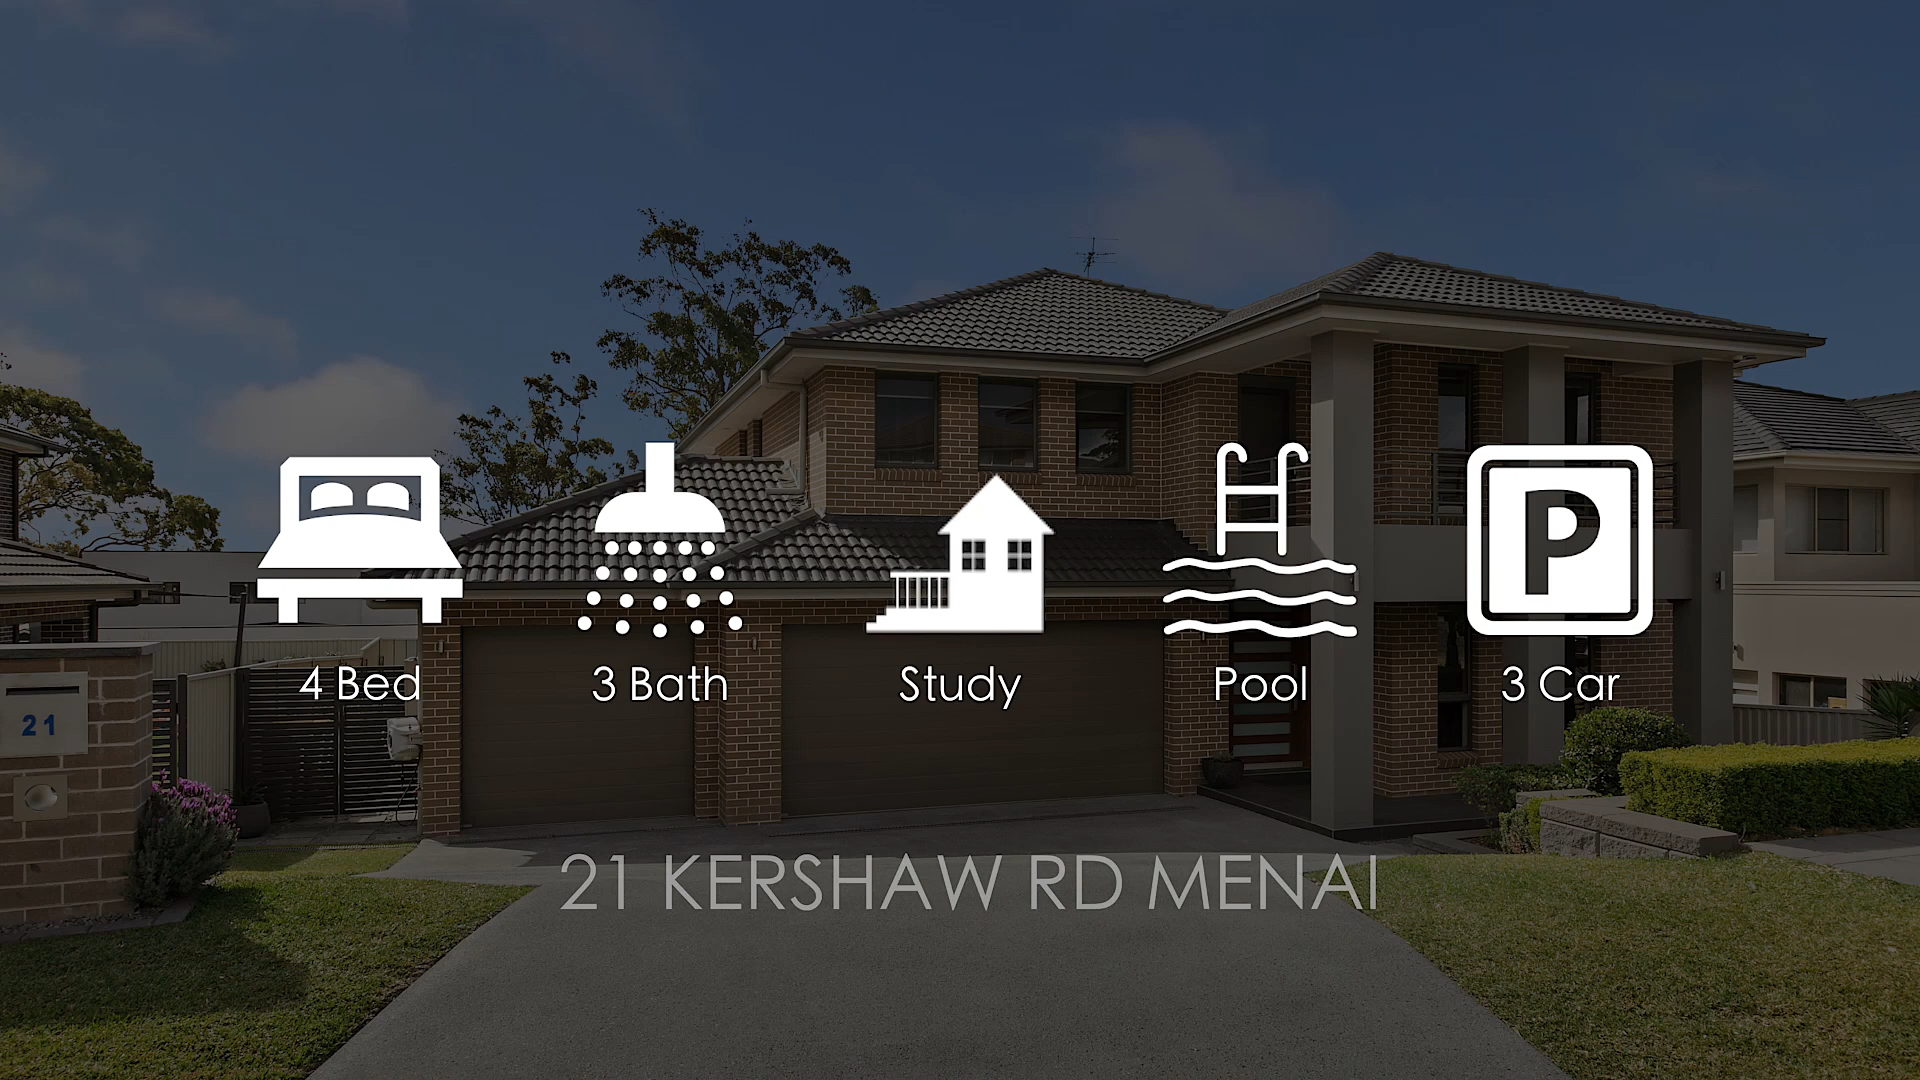 P
4 Bed
3 Bath
Study
Pool
3 Car
21
21 KERSHAW RD MENAI